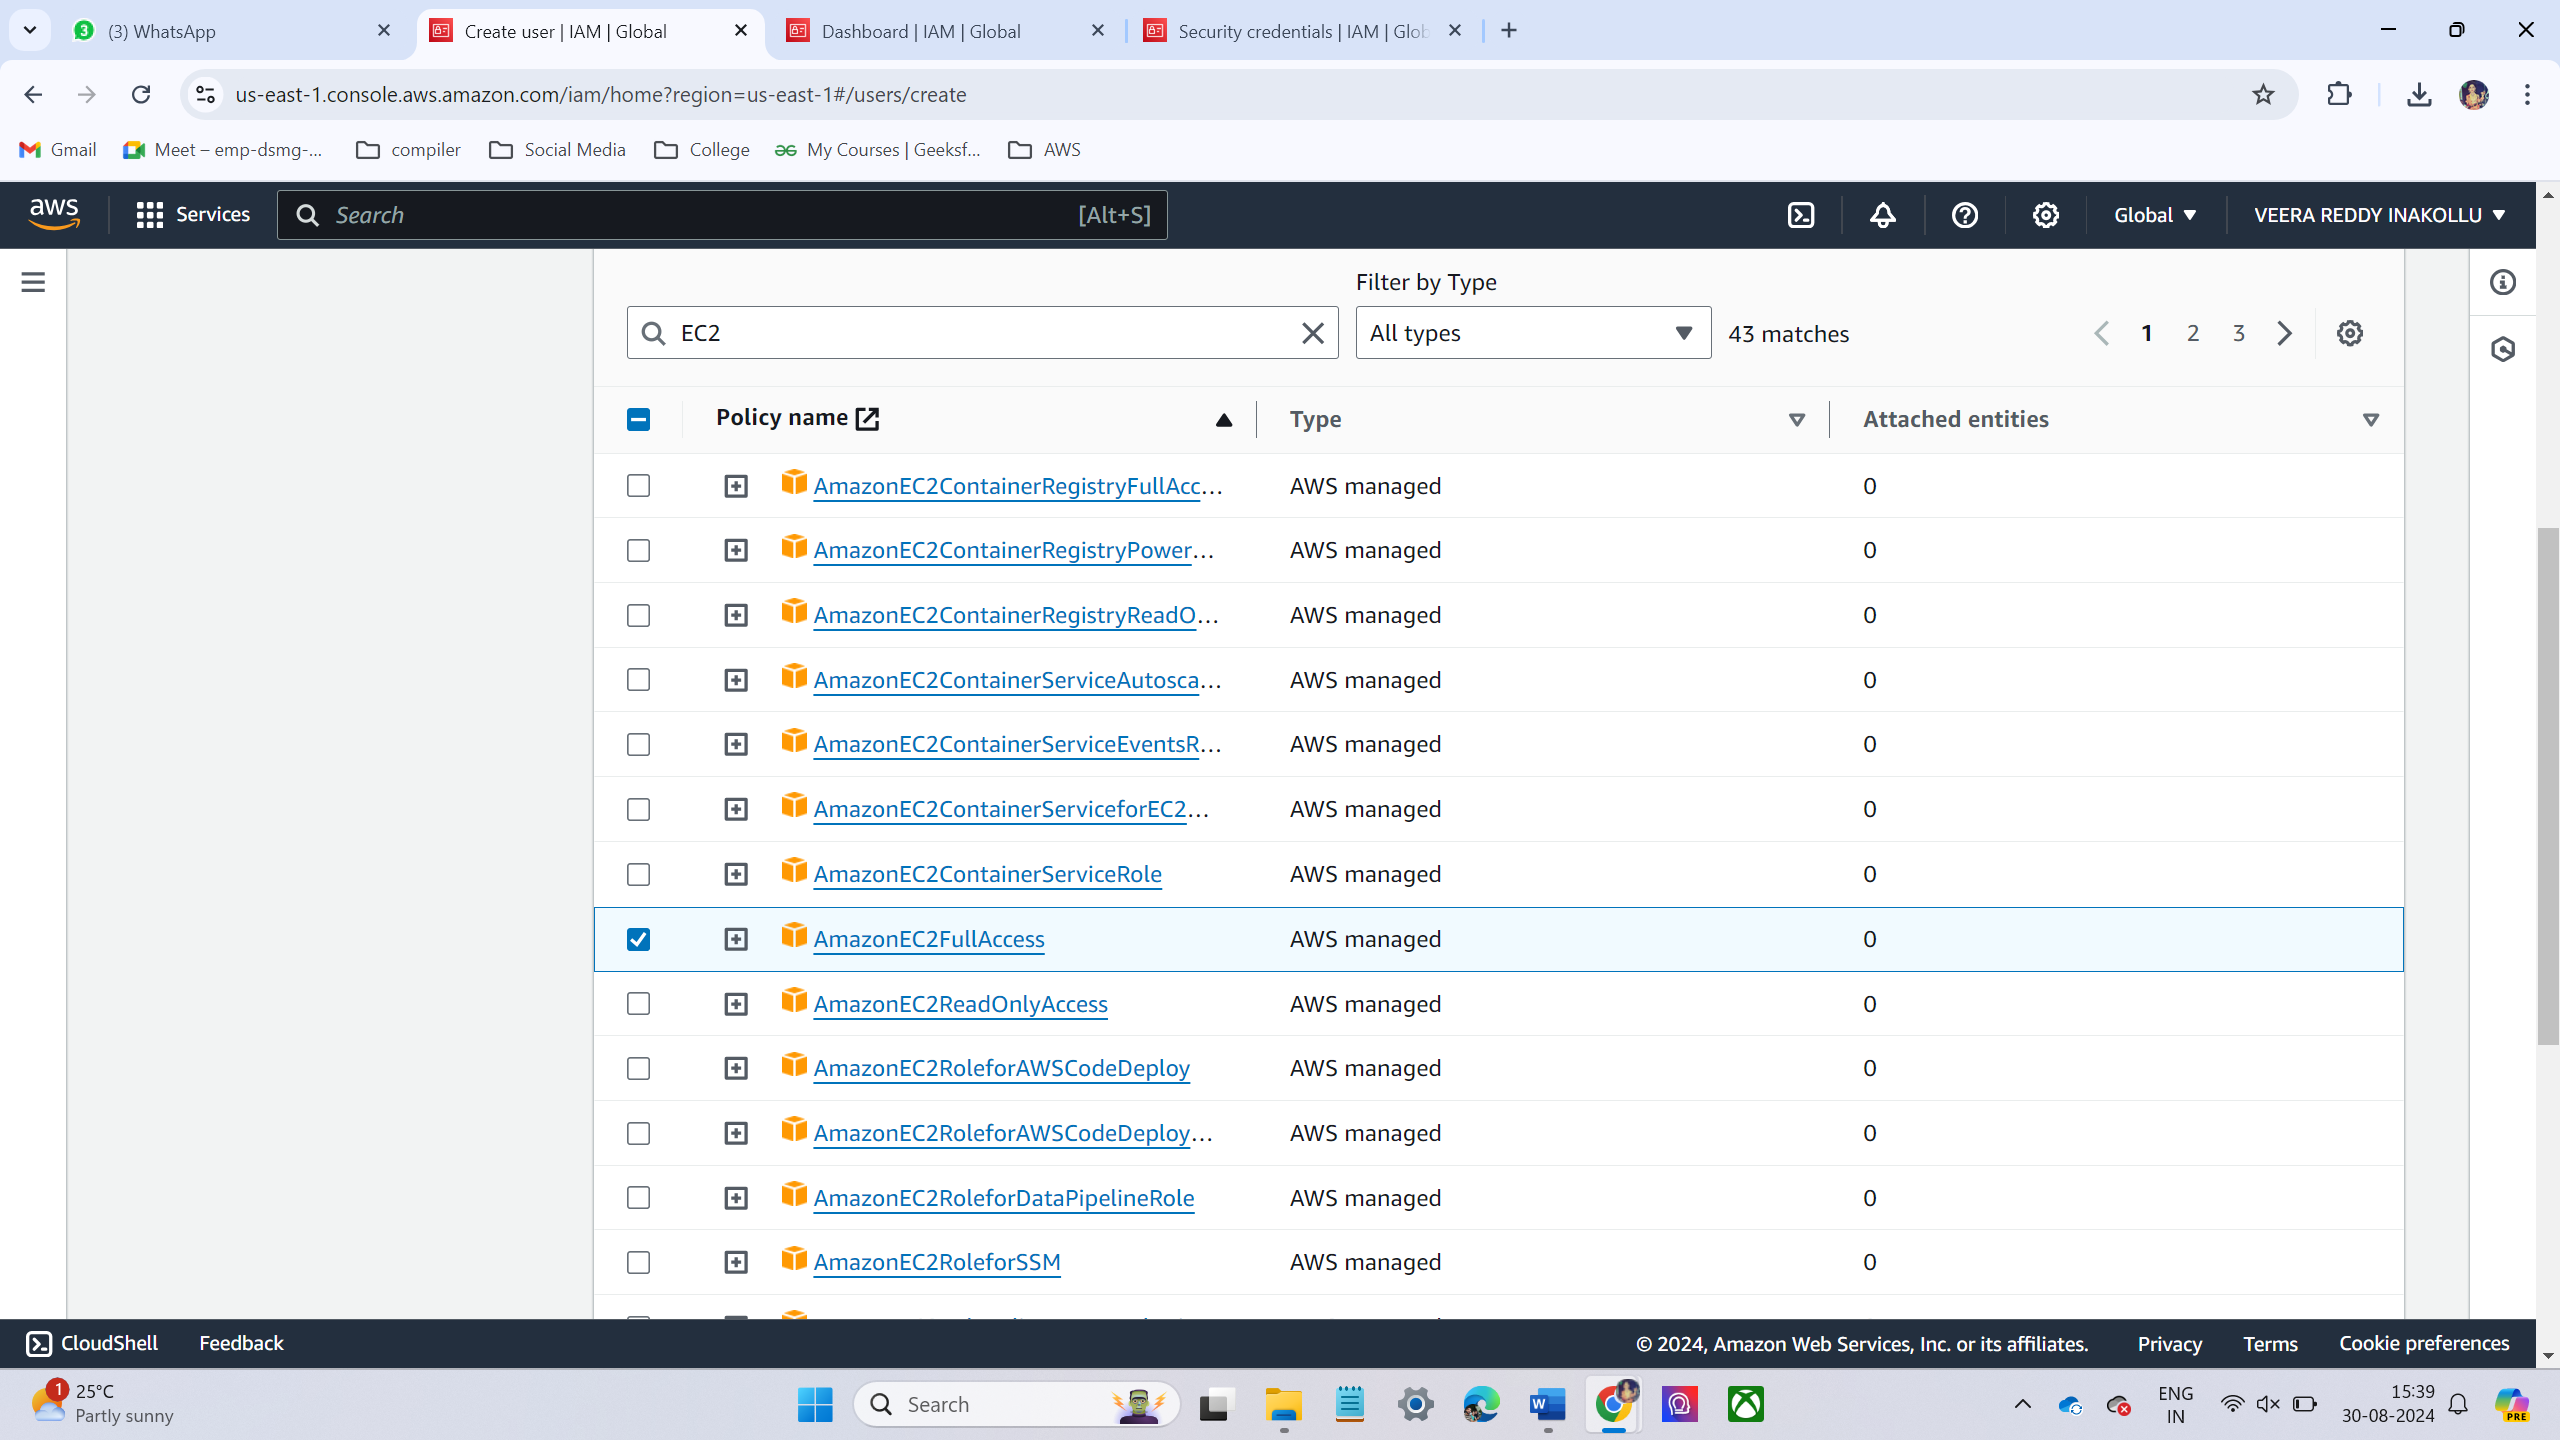 3
(3) WhatsApp
Create user | IAM | Global
Dashboard | IAM | Global
Security credentials | IAM | Glob
us-east-1.console.aws.amazon.com/iam/home?region=us-east-1#/users/create
Gmail
Meet – emp-dsmg-...
compiler
Social Media
College
My Courses | Geeksf...
AWS
aws
Services
Search
[Alt+S]
Global
VEERA REDDY INAKOLLU
Filter by Type
EC2
All types
43 matches
1 2 3
Policy name
Type
Attached entities
AmazonEC2ContainerRegistryFullAcc... AWS managed 0
AmazonEC2ContainerRegistryPower... AWS managed 0
AmazonEC2ContainerRegistryReadO... AWS managed 0
AmazonEC2ContainerServiceAutosca... AWS managed 0
AmazonEC2ContainerServiceEventsR... AWS managed 0
AmazonEC2ContainerServiceforEC2... AWS managed 0
AmazonEC2ContainerServiceRole AWS managed 0
AmazonEC2FullAccess AWS managed 0
AmazonEC2ReadOnlyAccess AWS managed 0
AmazonEC2RoleforAWSCodeDeploy AWS managed 0
AmazonEC2RoleforAWSCodeDeploy... AWS managed 0
AmazonEC2RoleforDataPipelineRole AWS managed 0
AmazonEC2RoleforSSM AWS managed 0
CloudShell
Feedback
© 2024, Amazon Web Services, Inc. or its affiliates.
Privacy
Terms
Cookie preferences
1
25°C
Partly sunny
Search
W
ENG
IN
15:39
30-08-2024
PRE